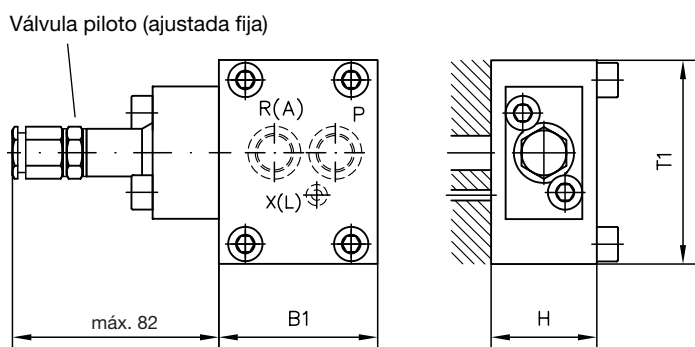 Válvula piloto (ajustada fija)
R(A)
P
X(L)
T1
máx. 82
B1
H